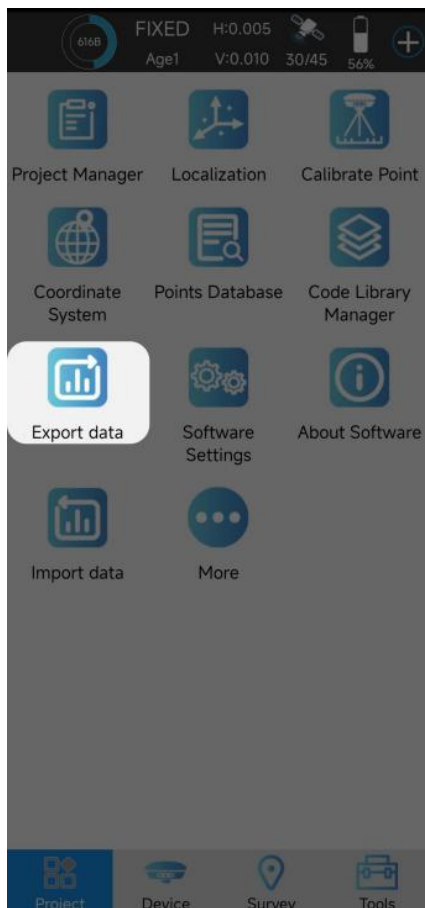 616B
FIXED H:0.005
Age1 V:0.010 30/45 56%
Project Manager Localization Calibrate Point
Coordinate System Points Database Code Library Manager
Export data Software Settings About Software
Import data More
Project Device Survey Tools